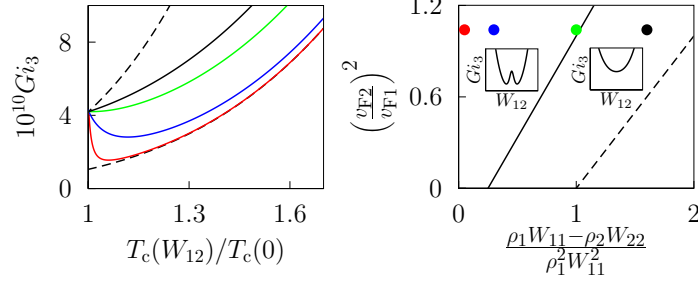 10^{10}Gi_3
8
4
0
1
1.3
1.6
T_c(W_{12})/T_c(0)
(v_{F2}/v_{F1})^2
1.2
0.6
0
Gi_3
W_{12}
Gi_3
W_{12}
0
1
2
ρ_1W_{11}−ρ_2W_{22}
ρ_1^2W_{11}^2